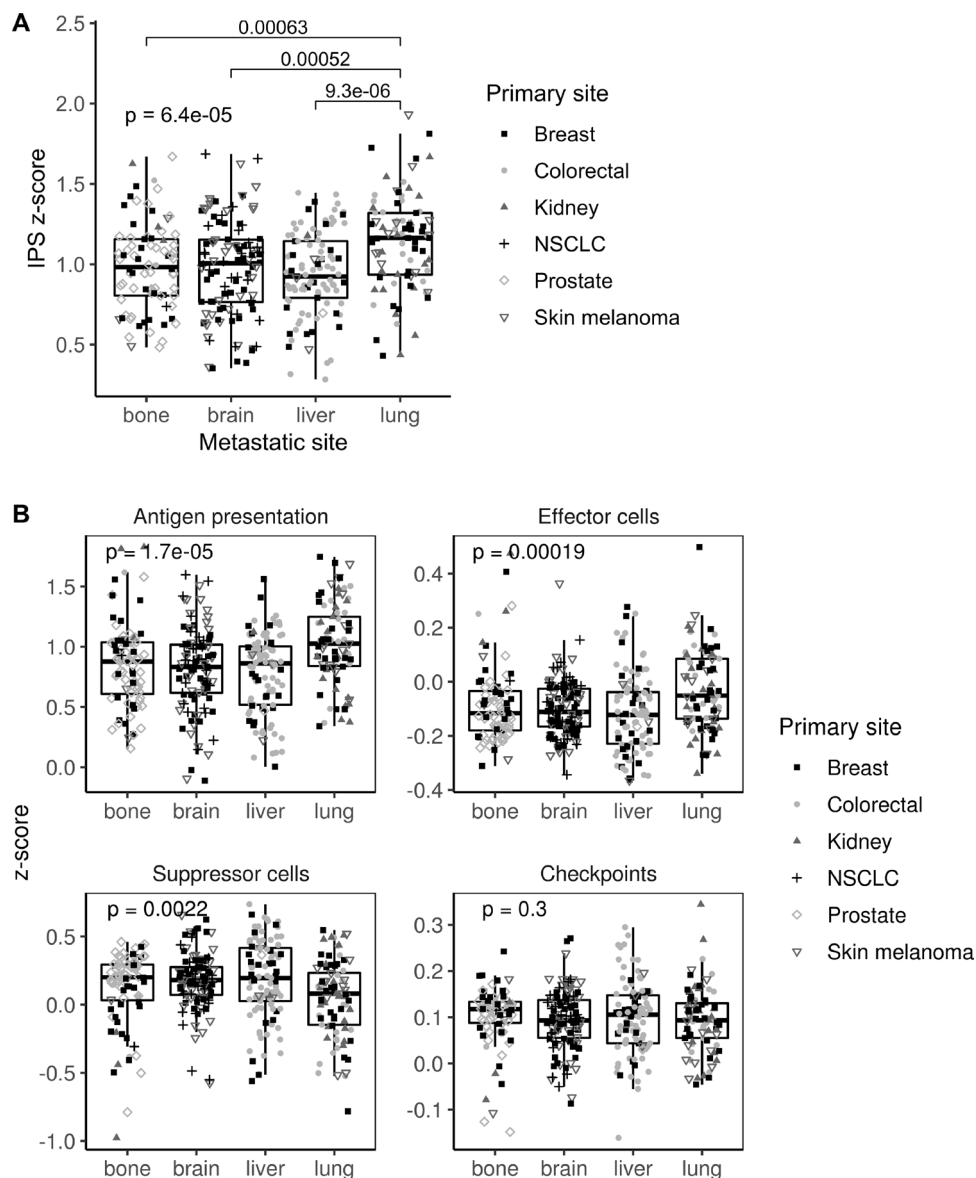 A
2.5
2.0
1.5
1.0
0.5
IPS z-score
0.00063
0.00052
9.3e-06
p = 6.4e-05
bone brain liver lung
Metastatic site
Primary site
Breast
Colorectal
Kidney
NSCLC
Prostate
Skin melanoma
B
z-score
Antigen presentation
p = 1.7e-05
1.5
1.0
0.5
0.0
bone brain liver lung
Effector cells
p = 0.00019
0.4
0.2
0.0
-0.2
-0.4
bone brain liver lung
Suppressor cells
p = 0.0022
0.5
0.0
-0.5
-1.0
bone brain liver lung
Checkpoints
p = 0.3
0.3
0.2
0.1
0.0
-0.1
bone brain liver lung
Primary site
Breast
Colorectal
Kidney
NSCLC
Prostate
Skin melanoma